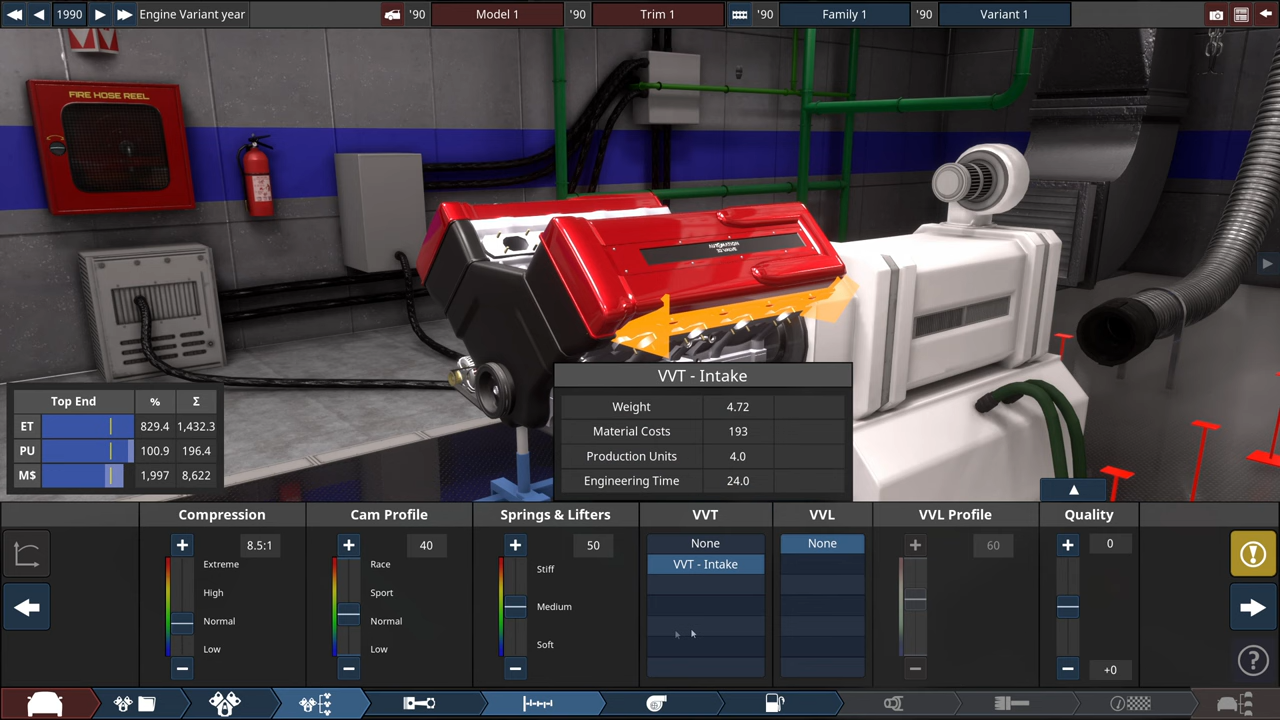 1990 Engine Variant year '90 Model 1 '90 Trim 1 '90 Family 1 '90 Variant 1
FIRE HOSE REEL
AUTOMATION
VVT - Intake
Weight 4.72
Material Costs 193
Production Units 4.0
Engineering Time 24.0
Top End % Σ
ET 829.4 1,432.3
PU 100.9 196.4
M$ 1,997 8,622
Compression Cam Profile Springs & Lifters VVT VVL VVL Profile Quality
8.5:1 40 50 None None 60 0
Extreme Race Stiff VVT - Intake
High Sport
Normal Normal Medium
Low Low Soft
+0